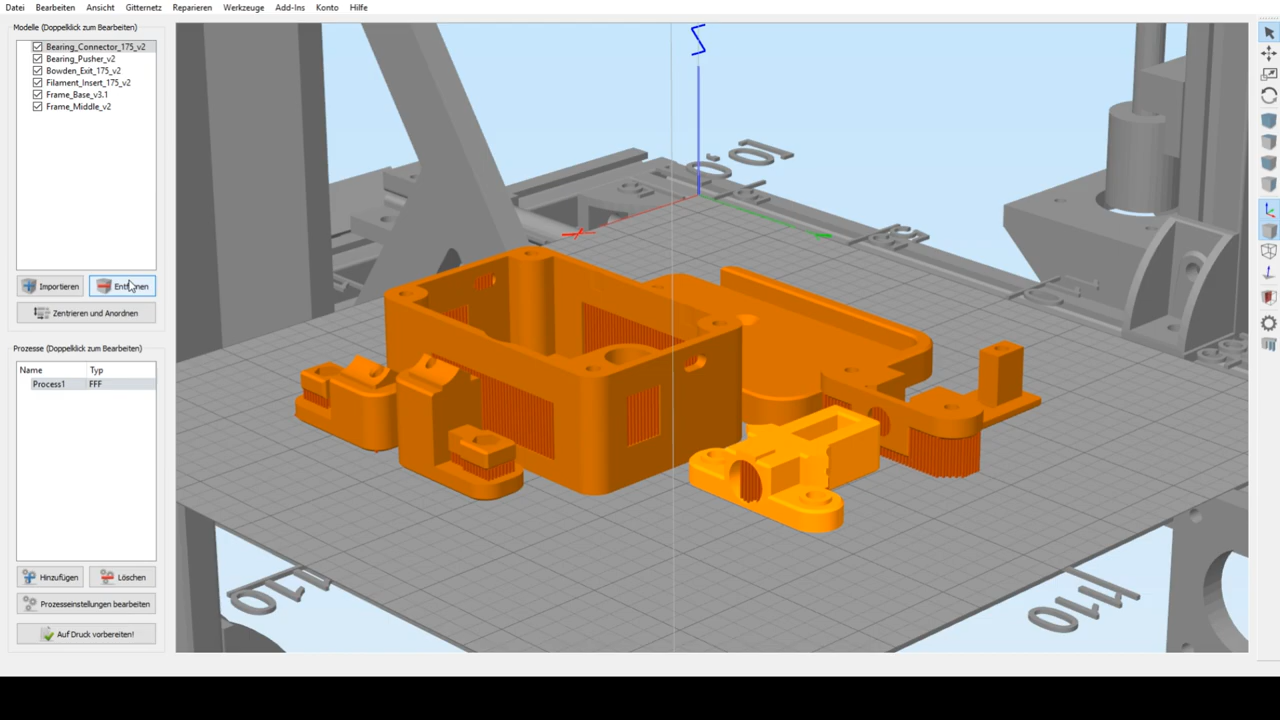 Datei Bearbeiten Ansicht Gitternetz Reparieren Werkzeuge Add-Ins Konto Hilfe
Modelle (Doppelklick zum Bearbeiten)
Bearing_Connector_175_v2
Bearing_Pusher_v2
Bowden_Exit_175_v2
Filament_Insert_175_v2
Frame_Base_v3.1
Frame_Middle_v2
Importieren Entfernen
Zentrieren und Anordnen
Prozesse (Doppelklick zum Bearbeiten)
Name Typ
Process1 FFF
Hinzufügen Löschen
Prozesseinstellungen bearbeiten
Auf Druck vorbereiten!